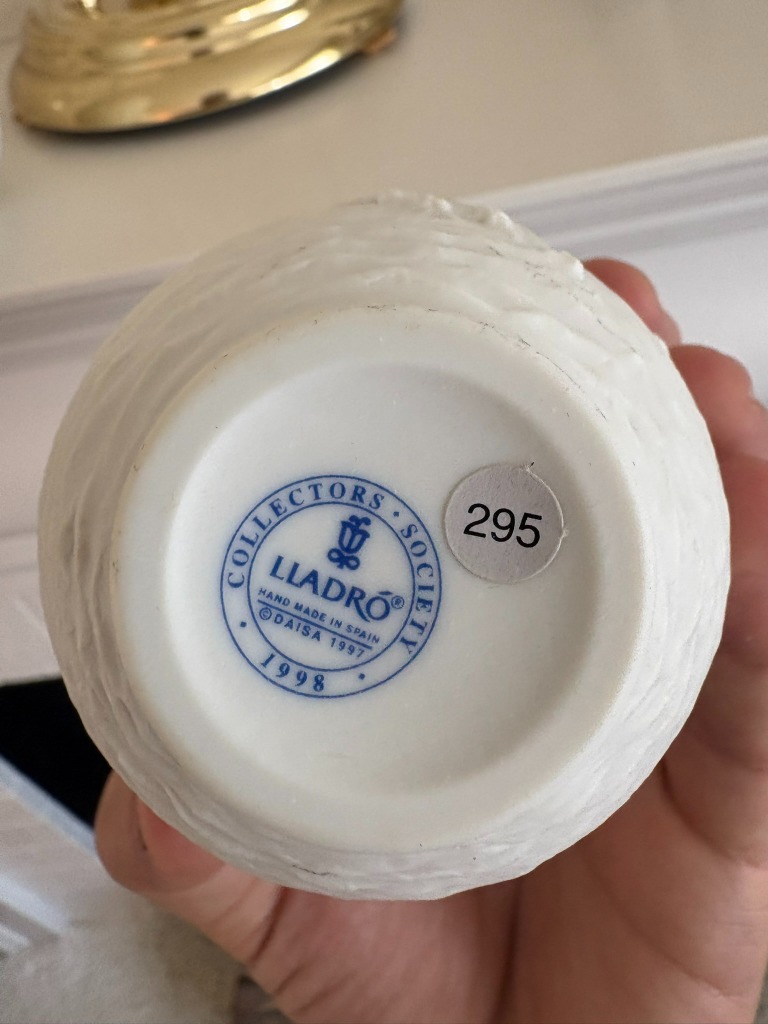 COLLECTORS · SOCIETY
LLADRÓ®
HAND MADE IN SPAIN
©DAISA 1997
· 1998 ·
295